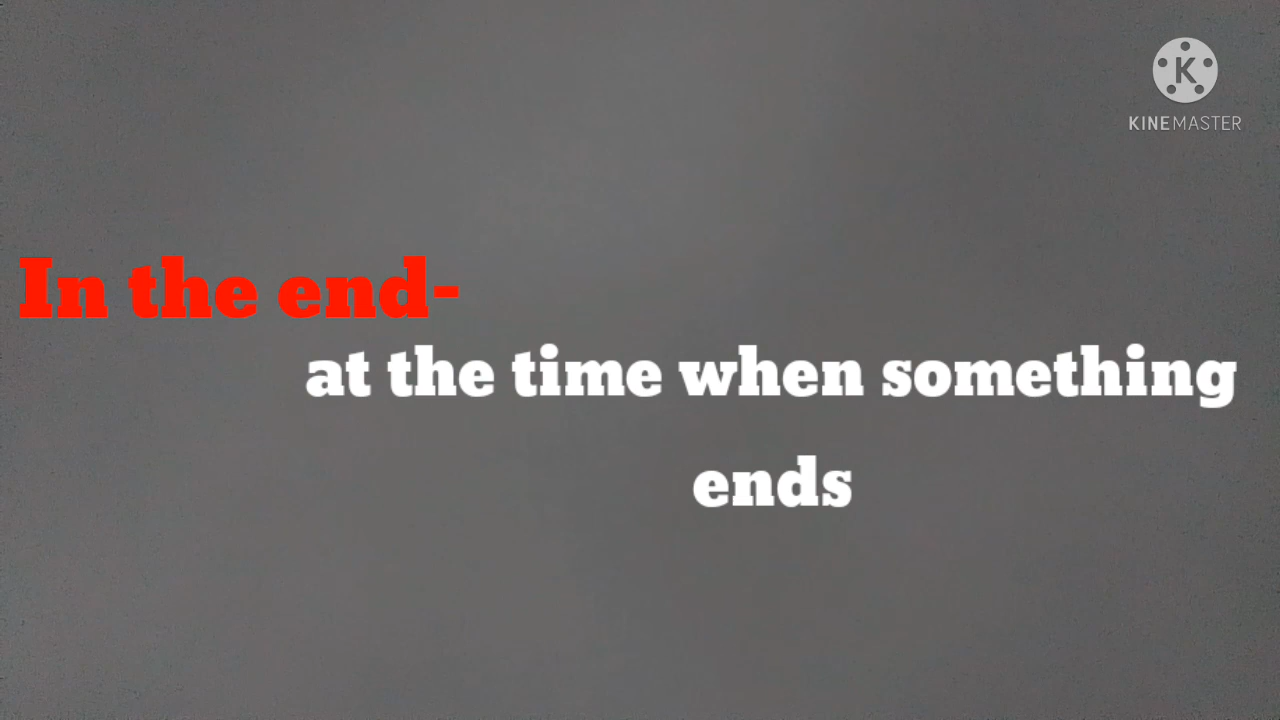 K
KINEMASTER
In the end-
at the time when something
ends